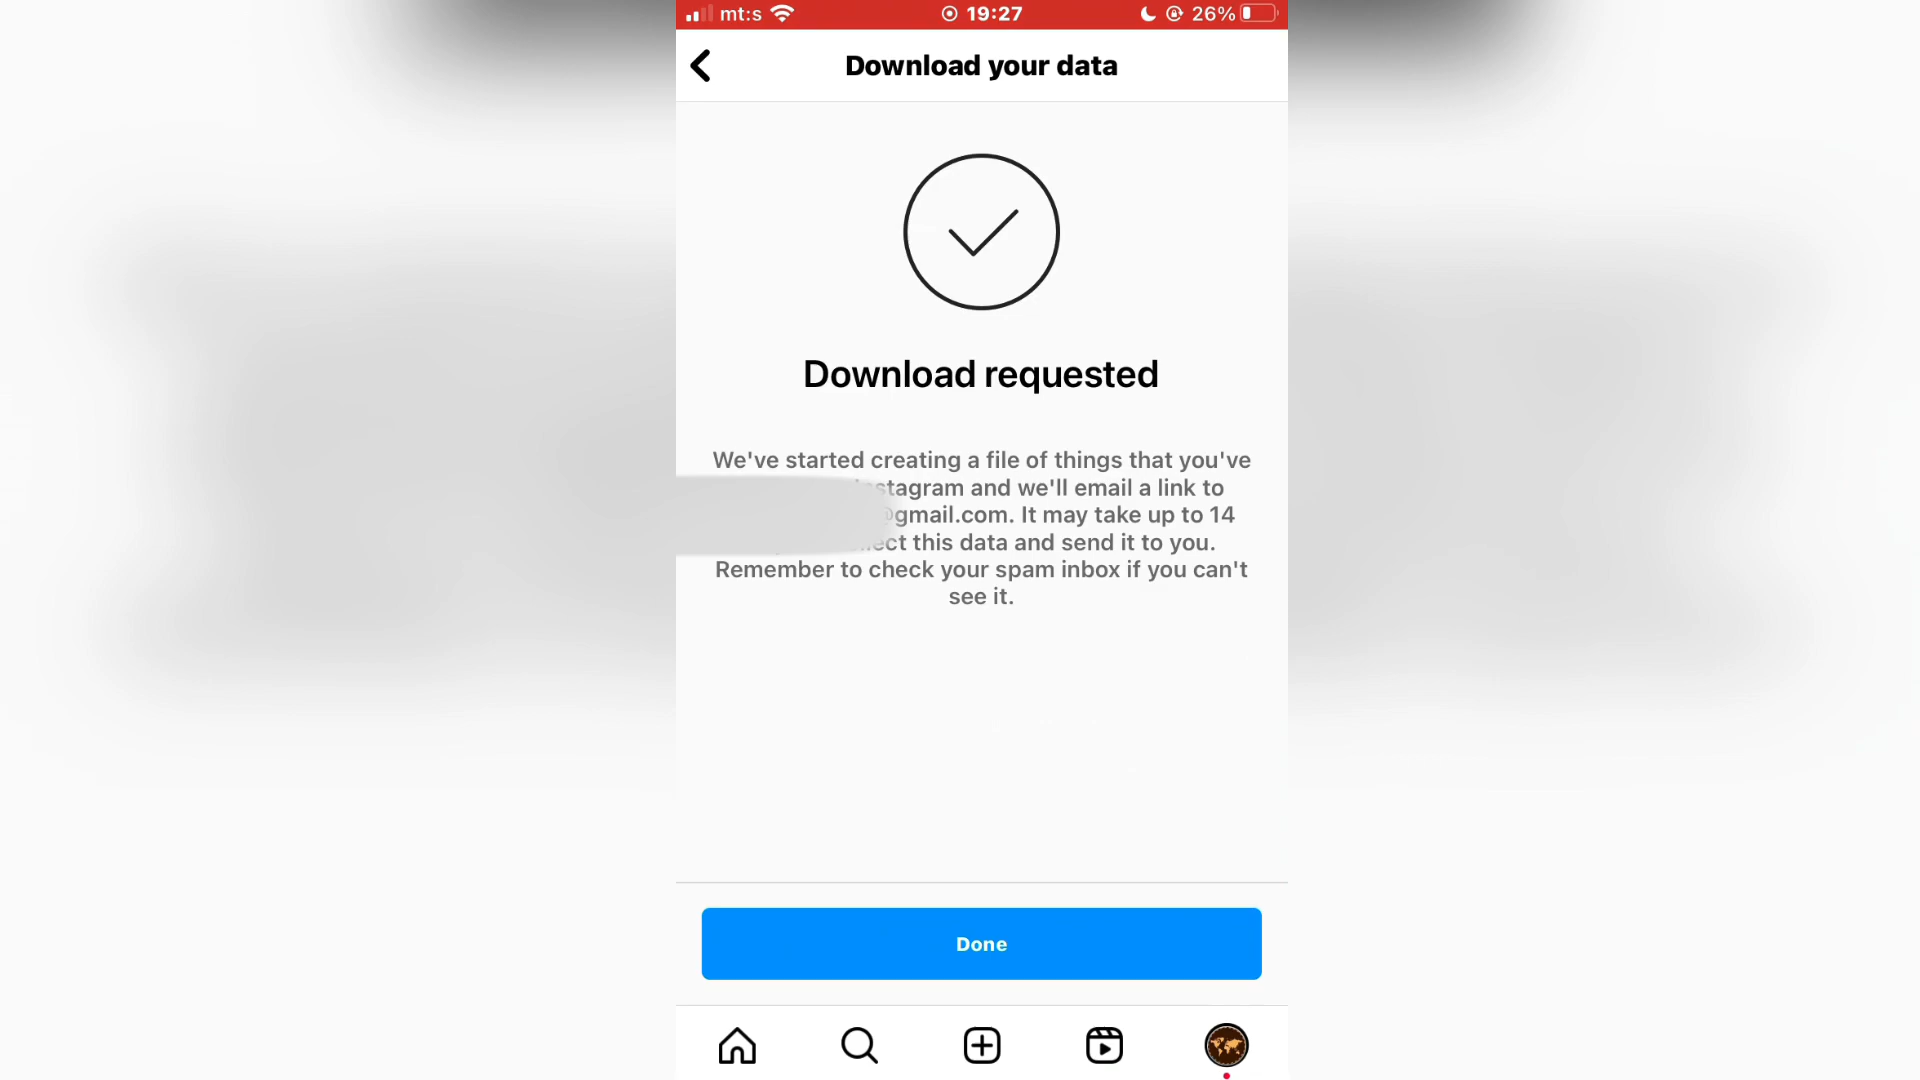 mt:s 19:27 26%
Download your data
Download requested
We've started creating a file of things that you've
and we'll email a link to
@gmail.com. It may take up to 14
this data and send it to you.
Remember to check your spam inbox if you can't
see it.
Done